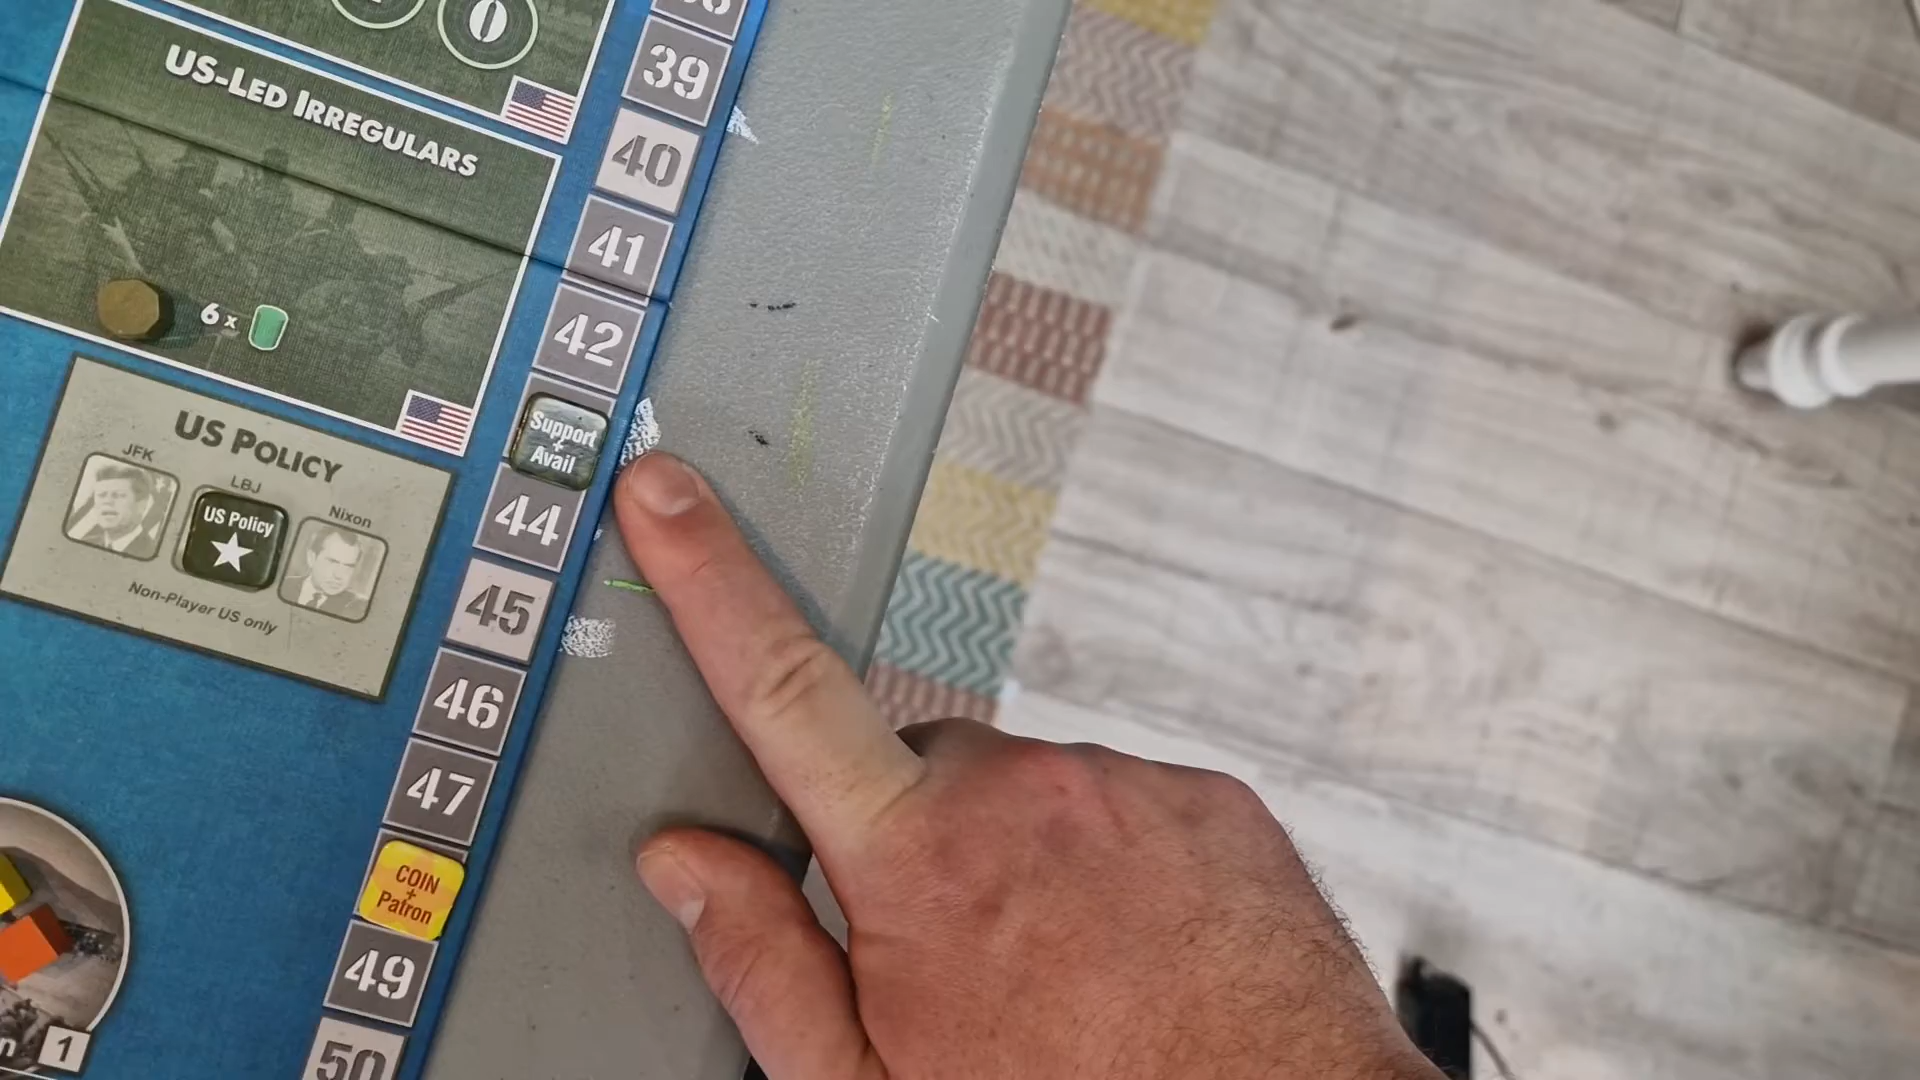 0
39
US-LED IRREGULARS
40
41
6 x
42
Support
+
Avail
US POLICY
JFK
LBJ
Nixon
US Policy
44
Non-Player US only
45
46
47
COIN
+
Patron
49
1
50